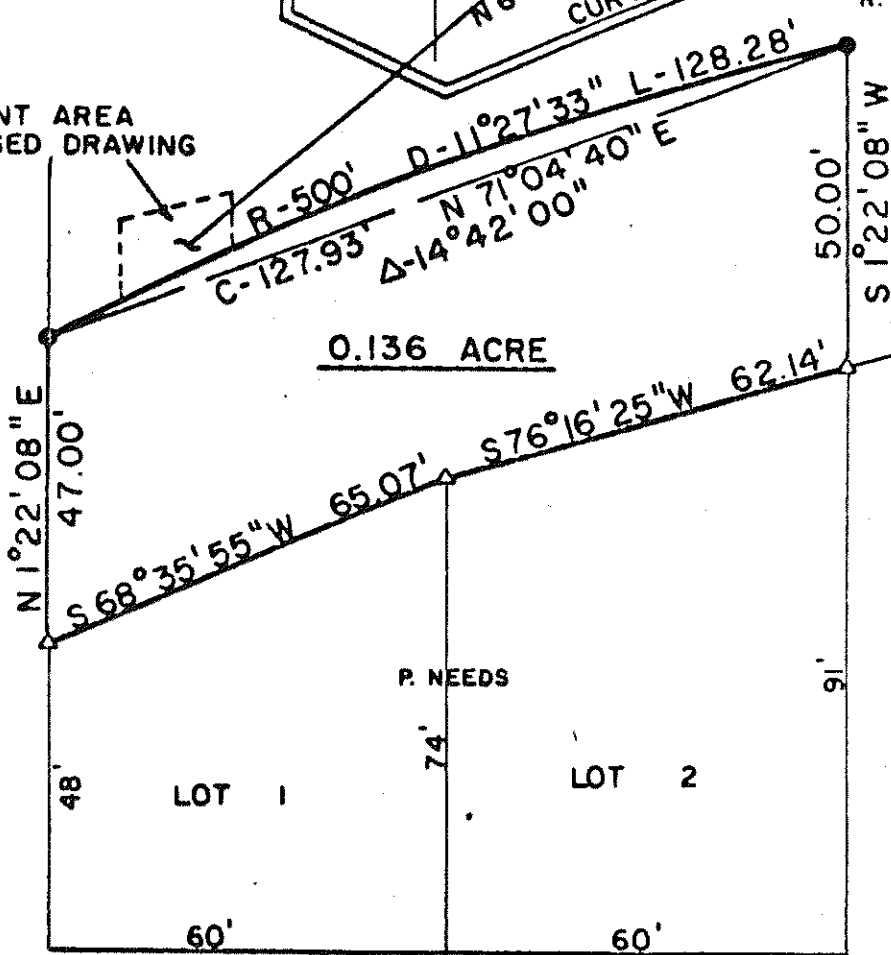 N 6
CUR
NT AREA
SED DRAWING
R-500' D-11°27'33" L-128.28'
C-127.93' N 71°04'40" E
Δ-14°42'00"
50.00'
S 1°22'08" W
0.136 ACRE
N 1°22'08" E
47.00'
S 68°35'55" W 65.07'
S 76°16'25" W 62.14'
P. NEEDS
48'
LOT 1
74'
LOT 2
91'
60'
60'